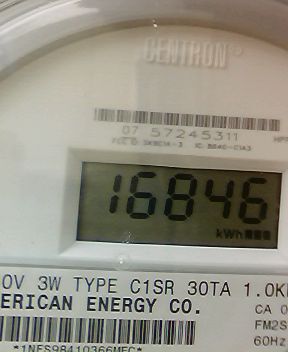 CENTRON®
07 57245311
16846
kWh
0V 3W TYPE C1SR 30TA 1.0K
ERICAN ENERGY CO.
CA 0
FM2S
60Hz